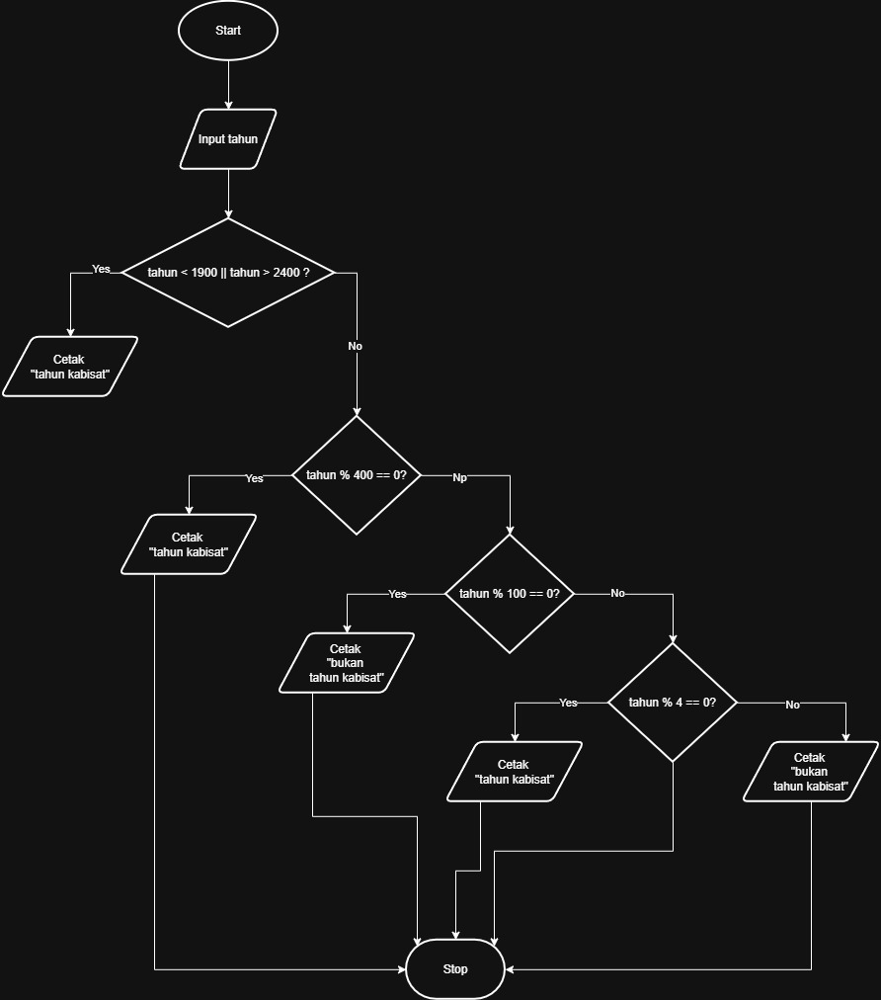 Start
Input tahun
tahun < 1900 || tahun > 2400 ?
Yes
No
Cetak
"tahun kabisat"
tahun % 400 == 0?
Yes
Np
Cetak
"tahun kabisat"
tahun % 100 == 0?
Yes
No
Cetak
"bukan
tahun kabisat"
tahun % 4 == 0?
Yes
No
Cetak
"tahun kabisat"
Cetak
"bukan
tahun kabisat"
Stop